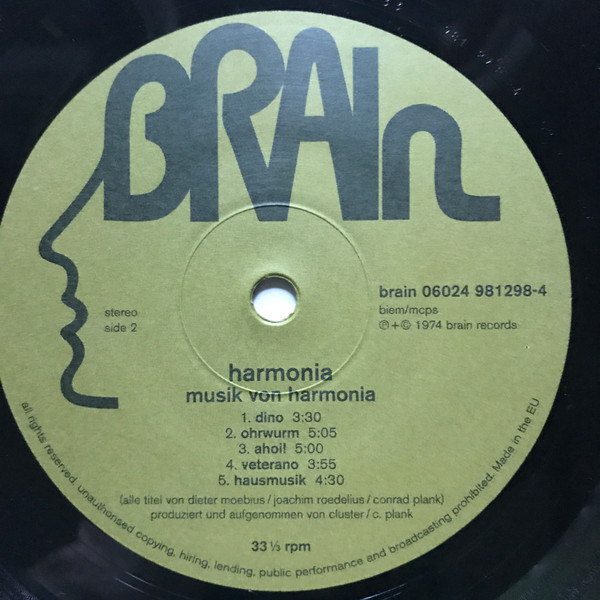 BRAIn
stereo
side 2
brain 06024 981298-4
biem/mcps
℗+© 1974 brain records
harmonia
musik von harmonia
1. dino 3:30
2. ohrwurm 5:05
3. ahoi! 5:00
4. veterano 3:55
5. hausmusik 4:30
(alle titel von dieter moebius / joachim roedelius / conrad plank)
produziert und aufgenommen von cluster / c. plank
33 ⅓ rpm
all rights reserved. unauthorised copying, hiring, lending, public performance and broadcasting prohibited. Made in the EU